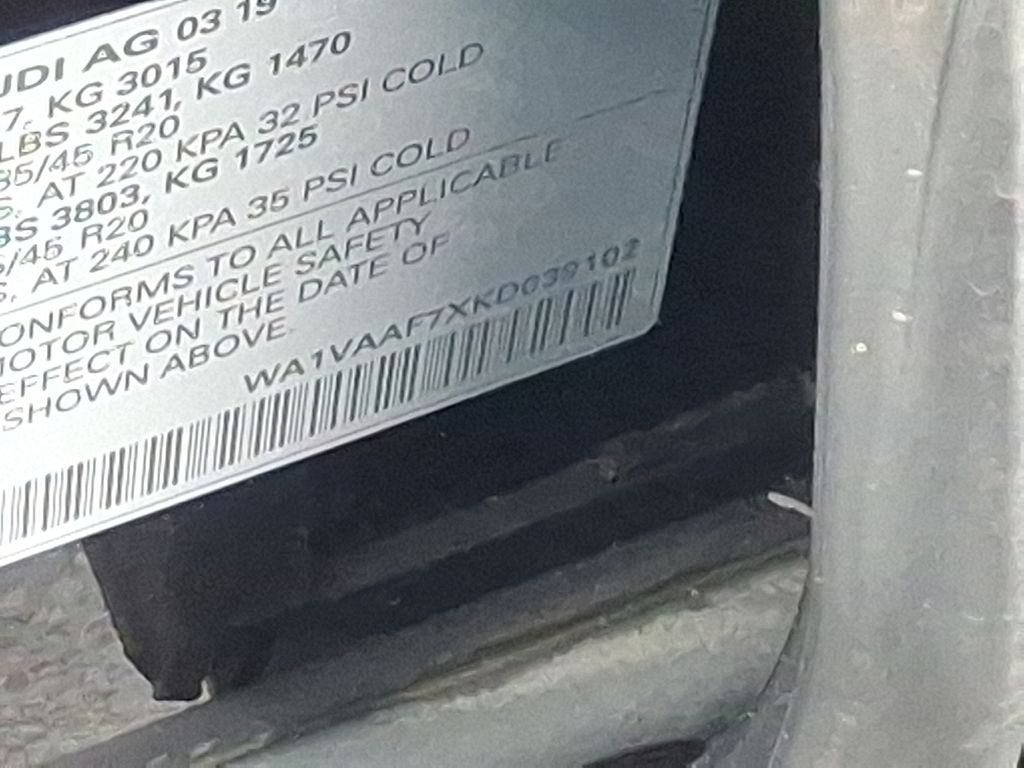 UDI AG 03 19
7, KG 3015
LBS 3241, KG 1470
35/45 R20
S, AT 220 KPA 32 PSI COLD
BS 3803, KG 1725
5/45 R20
S, AT 240 KPA 35 PSI COLD
ONFORMS TO ALL APPLICABLE
MOTOR VEHICLE SAFETY
EFFECT ON THE DATE OF
SHOWN ABOVE.
WA1VAAF7XKD039102